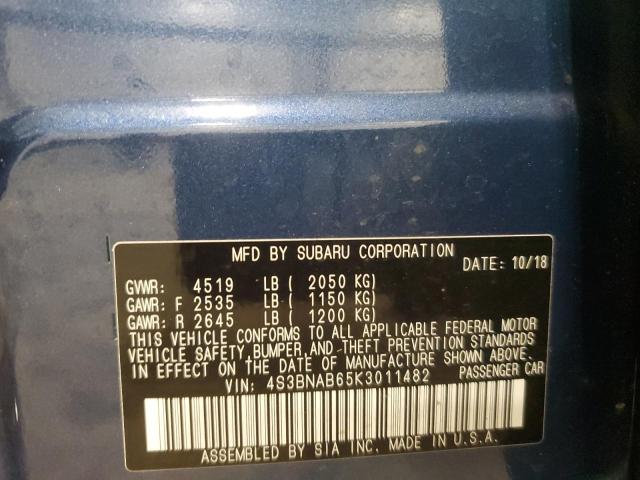 MFD BY SUBARU CORPORATION
DATE: 10/18
GVWR: 4519 LB ( 2050 KG)
GAWR: F 2535 LB ( 1150 KG)
GAWR: R 2645 LB ( 1200 KG)
THIS VEHICLE CONFORMS TO ALL APPLICABLE FEDERAL MOTOR
VEHICLE SAFETY, BUMPER, AND THEFT PREVENTION STANDARDS
IN EFFECT ON THE DATE OF MANUFACTURE SHOWN ABOVE.
VIN: 4S3BNAB65K3011482 PASSENGER CAR
ASSEMBLED BY SIA INC. MADE IN U.S.A.